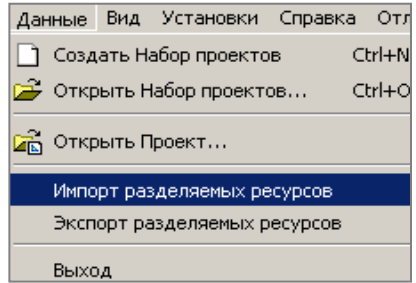 Данные Вид Установки Справка Отл
Создать Набор проектов Ctrl+N
Открыть Набор проектов... Ctrl+O
Открыть Проект...
Импорт разделяемых ресурсов
Экспорт разделяемых ресурсов
Выход